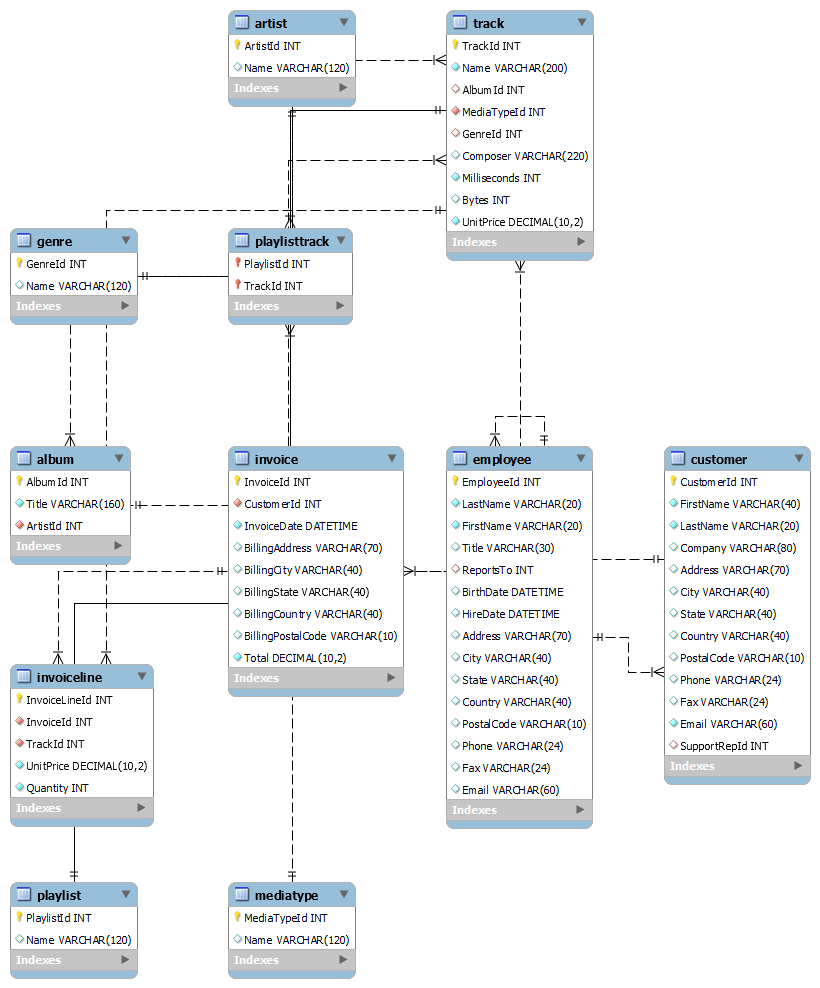 artist
ArtistId INT
Name VARCHAR(120)
Indexes
track
TrackId INT
Name VARCHAR(200)
AlbumId INT
MediaTypeId INT
GenreId INT
Composer VARCHAR(220)
Milliseconds INT
Bytes INT
UnitPrice DECIMAL(10,2)
Indexes
genre
GenreId INT
Name VARCHAR(120)
Indexes
playlisttrack
PlaylistId INT
TrackId INT
Indexes
album
AlbumId INT
Title VARCHAR(160)
ArtistId INT
Indexes
invoice
InvoiceId INT
CustomerId INT
InvoiceDate DATETIME
BillingAddress VARCHAR(70)
BillingCity VARCHAR(40)
BillingState VARCHAR(40)
BillingCountry VARCHAR(40)
BillingPostalCode VARCHAR(10)
Total DECIMAL(10,2)
Indexes
employee
EmployeeId INT
LastName VARCHAR(20)
FirstName VARCHAR(20)
Title VARCHAR(30)
ReportsTo INT
BirthDate DATETIME
HireDate DATETIME
Address VARCHAR(70)
City VARCHAR(40)
State VARCHAR(40)
Country VARCHAR(40)
PostalCode VARCHAR(10)
Phone VARCHAR(24)
Fax VARCHAR(24)
Email VARCHAR(60)
Indexes
customer
CustomerId INT
FirstName VARCHAR(40)
LastName VARCHAR(20)
Company VARCHAR(80)
Address VARCHAR(70)
City VARCHAR(40)
State VARCHAR(40)
Country VARCHAR(40)
PostalCode VARCHAR(10)
Phone VARCHAR(24)
Fax VARCHAR(24)
Email VARCHAR(60)
SupportRepId INT
Indexes
invoiceline
InvoiceLineId INT
InvoiceId INT
TrackId INT
UnitPrice DECIMAL(10,2)
Quantity INT
Indexes
playlist
PlaylistId INT
Name VARCHAR(120)
Indexes
mediatype
MediaTypeId INT
Name VARCHAR(120)
Indexes